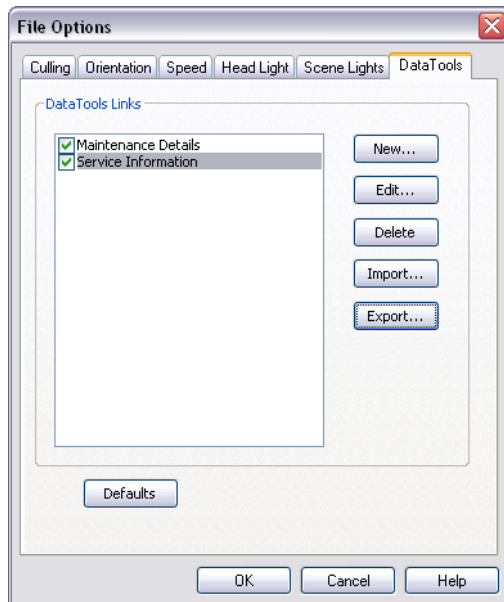 File Options
Culling Orientation Speed Head Light Scene Lights DataTools
DataTools Links
Maintenance Details
Service Information
New...
Edit...
Delete
Import...
Export...
Defaults
OK Cancel Help